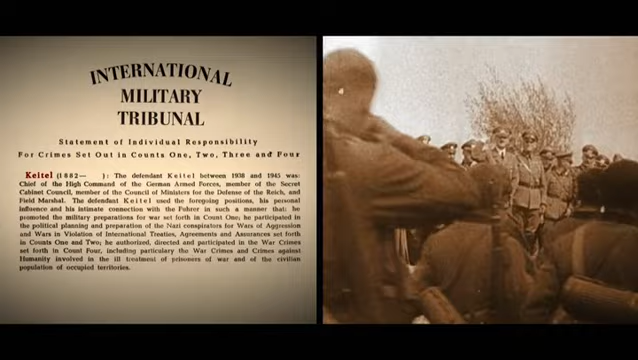 INTERNATIONAL
MILITARY
TRIBUNAL
Statement of Individual Responsibility
For Crimes Set Out in Counts One, Two, Three and Four
Keitel (1882— ): The defendant Keitel between 1938 and 1945 was:
Chief of the High Command of the German Armed Forces, member of the Secret
Cabinet Council, member of the Council of Ministers for the Defense of the Reich, and
Field Marshal. The defendant Keitel used the foregoing positions, his personal
influence and his intimate connection with the Fuhrer in such a manner that: he
promoted the military preparations for war set forth in Count One; he participated in
the political planning and preparation of the Nazi conspirators for Wars of Aggression
and Wars in Violation of International Treaties, Agreements and Assurances set forth
in Counts One and Two; he authorized, directed and participated in the War Crimes
set forth in Count Four, including particularly the War Crimes and Crimes against
Humanity involved in the ill treatment of prisoners of war and of the civilian
population of occupied territories.